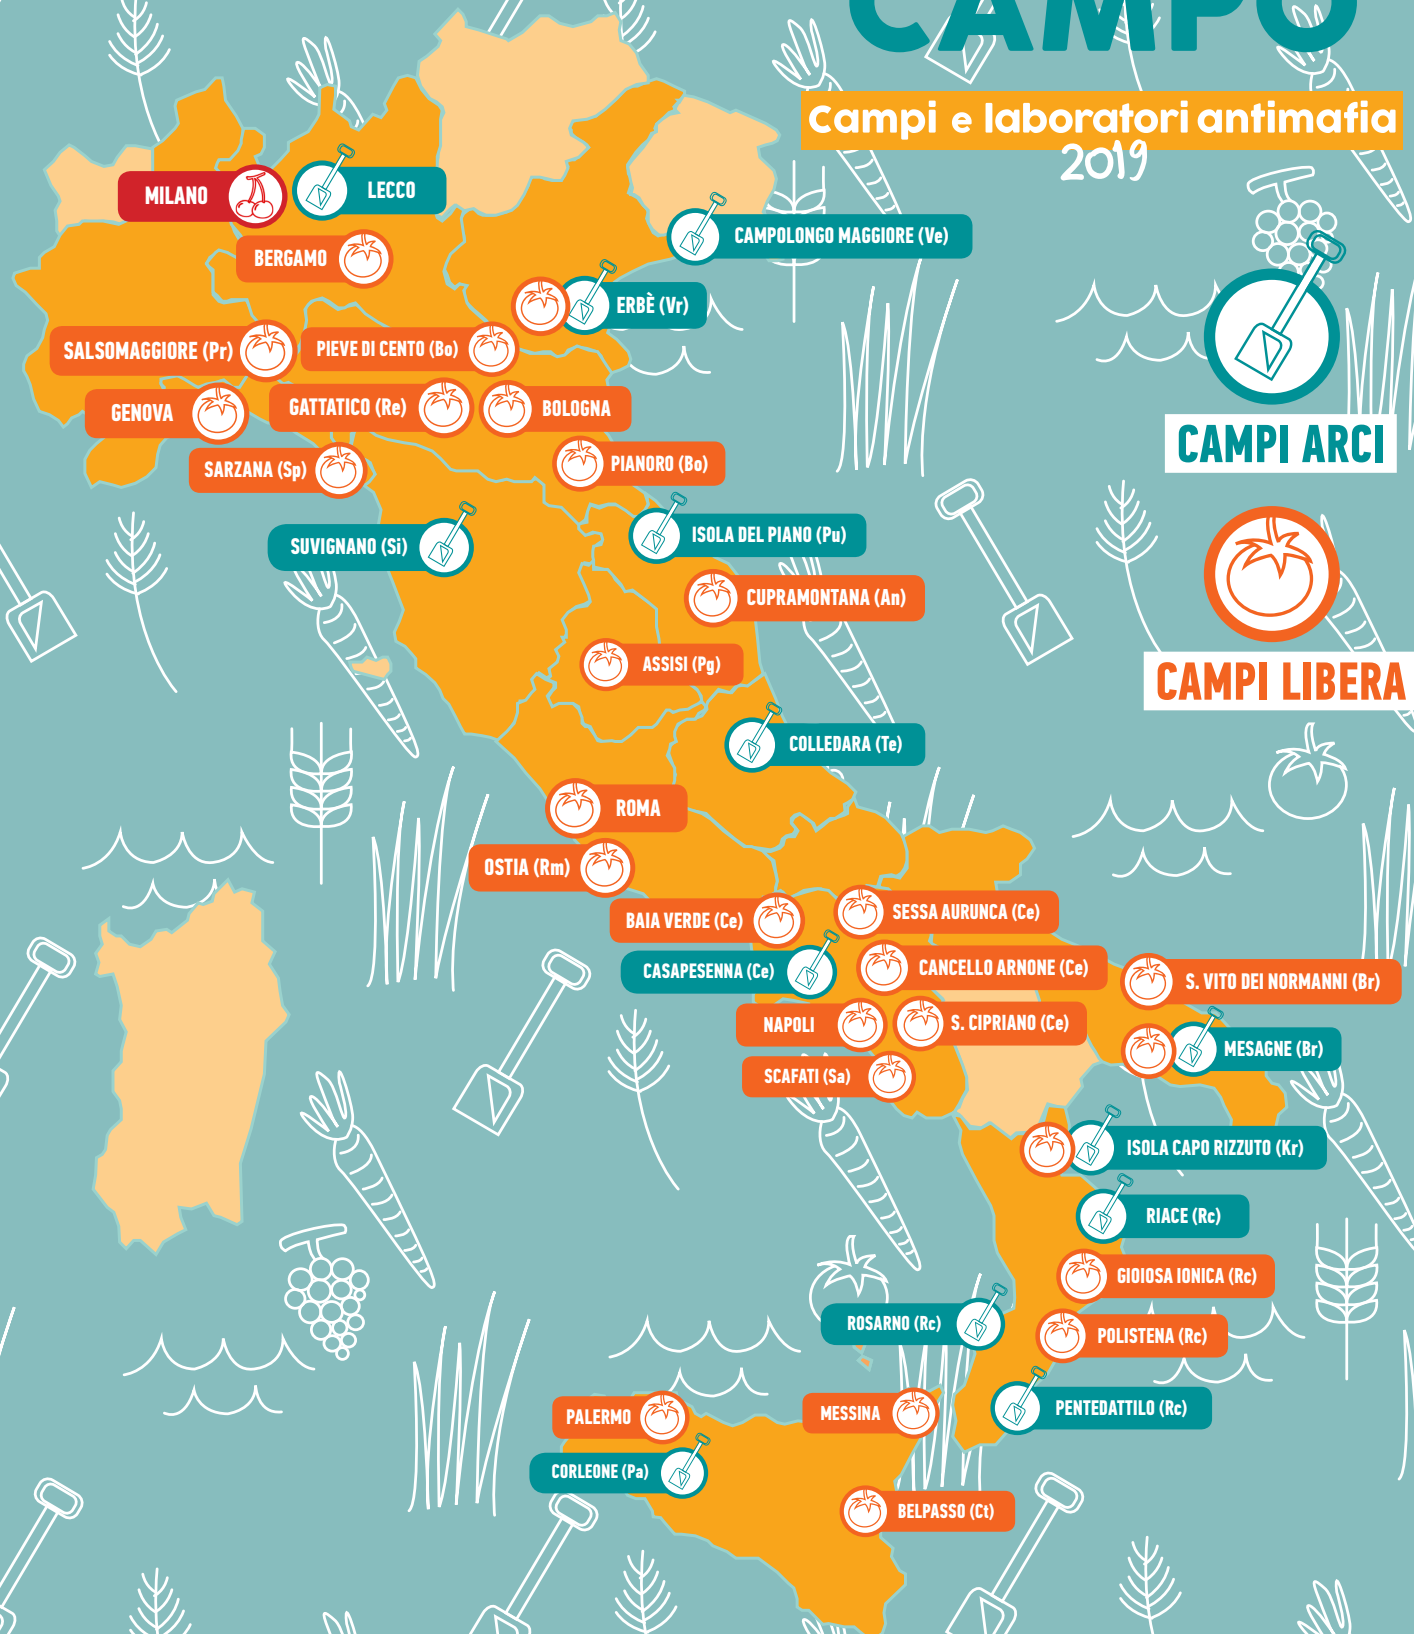 CAMPO
Campi e laboratori antimafia
2019
MILANO
LECCO
CAMPOLONGO MAGGIORE (Ve)
BERGAMO
ERBÈ (Vr)
SALSOMAGGIORE (Pr)
PIEVE DI CENTO (Bo)
GENOVA
GATTATICO (Re)
BOLOGNA
CAMPI ARCI
SARZANA (Sp)
PIANORO (Bo)
SUVIGNANO (Si)
ISOLA DEL PIANO (Pu)
CUPRAMONTANA (An)
ASSISI (Pg)
CAMPI LIBERA
COLLEDARA (Te)
ROMA
OSTIA (Rm)
BAIA VERDE (Ce)
SESSA AURUNCA (Ce)
CASAPESENNA (Ce)
CANCELLO ARNONE (Ce)
S. VITO DEI NORMANNI (Br)
NAPOLI
S. CIPRIANO (Ce)
MESAGNE (Br)
SCAFATI (Sa)
ISOLA CAPO RIZZUTO (Kr)
RIACE (Rc)
GIOIOSA IONICA (Rc)
ROSARNO (Rc)
POLISTENA (Rc)
PALERMO
MESSINA
PENTEDATTILO (Rc)
CORLEONE (Pa)
BELPASSO (Ct)